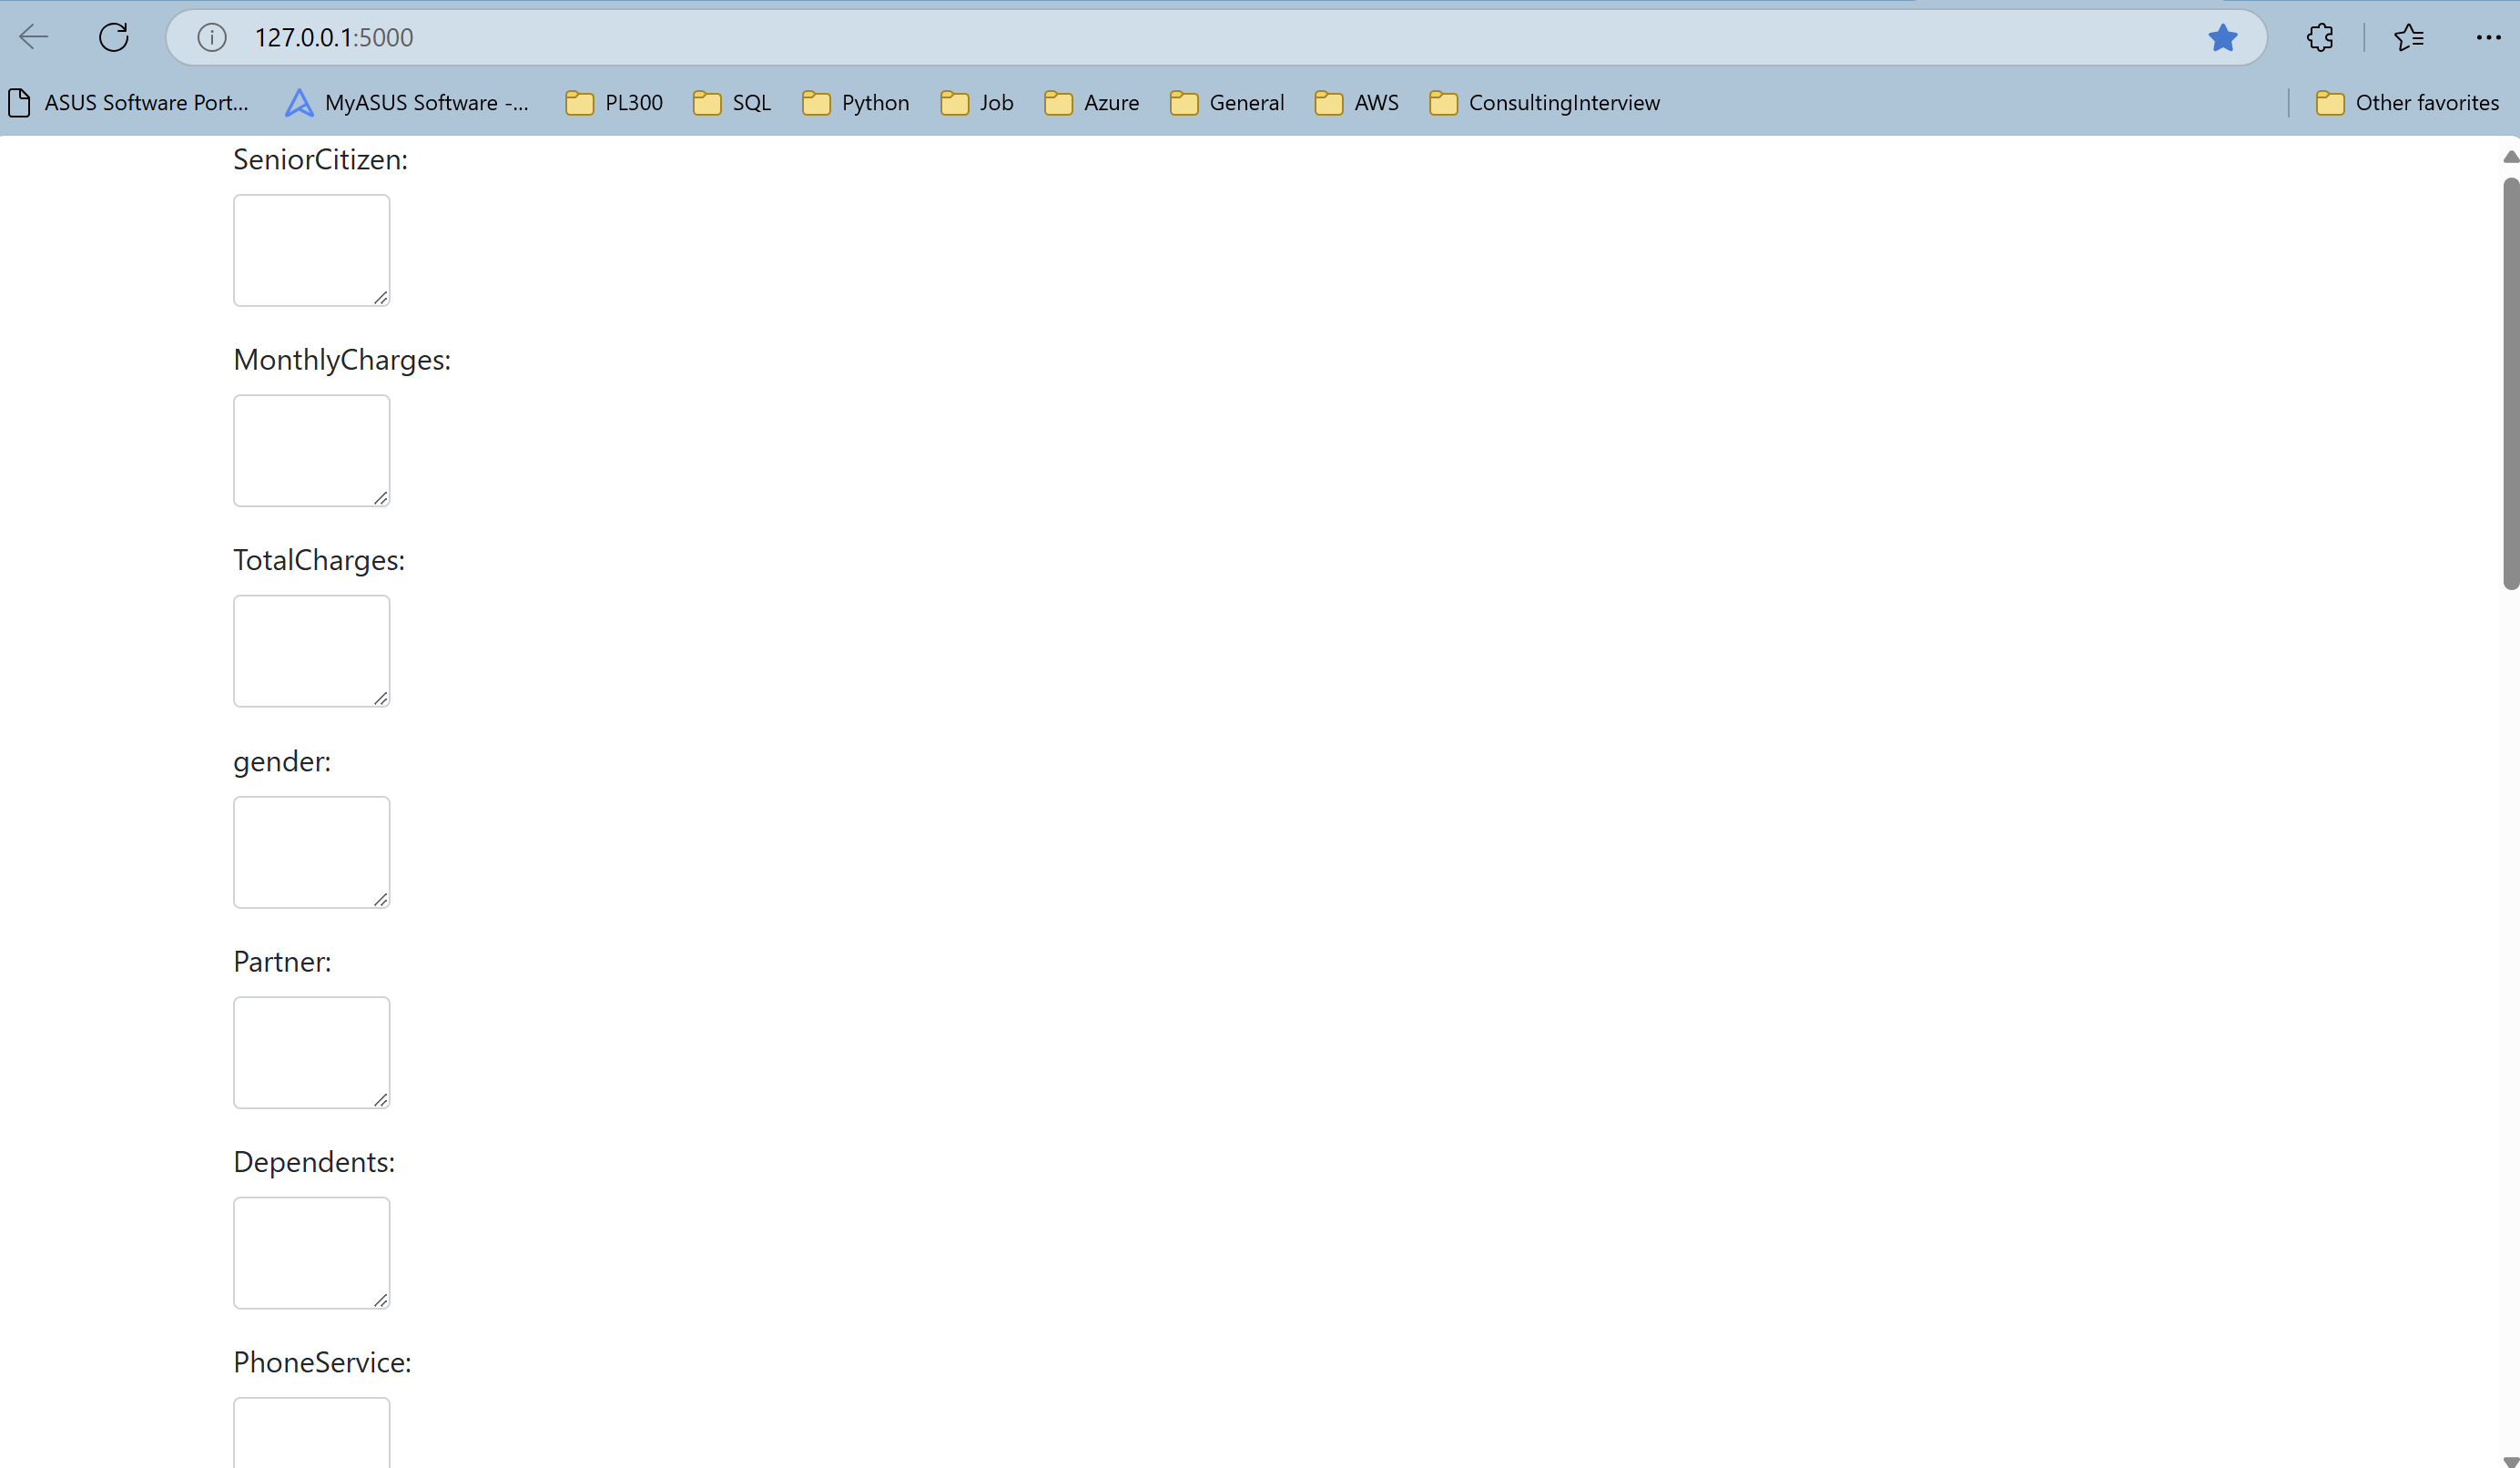 127.0.0.1:5000
ASUS Software Port... MyASUS Software -... PL300 SQL Python Job Azure General AWS ConsultingInterview Other favorites
SeniorCitizen:
MonthlyCharges:
TotalCharges:
gender:
Partner:
Dependents:
PhoneService: